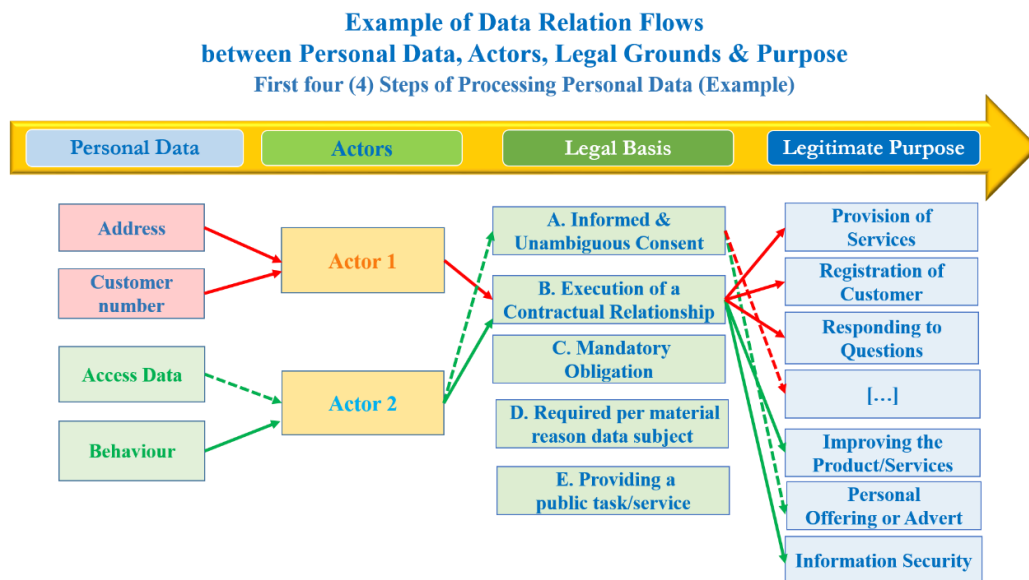 Example of Data Relation Flows
between Personal Data, Actors, Legal Grounds & Purpose
First four (4) Steps of Processing Personal Data (Example)
Personal Data
Actors
Legal Basis
Legitimate Purpose
Address
Customer
number
Access Data
Behaviour
Actor 1
Actor 2
A. Informed &
Unambiguous Consent
B. Execution of a
Contractual Relationship
C. Mandatory
Obligation
D. Required per material
reason data subject
E. Providing a
public task/service
Provision of
Services
Registration of
Customer
Responding to
Questions
[…]
Improving the
Product/Services
Personal
Offering or Advert
Information Security